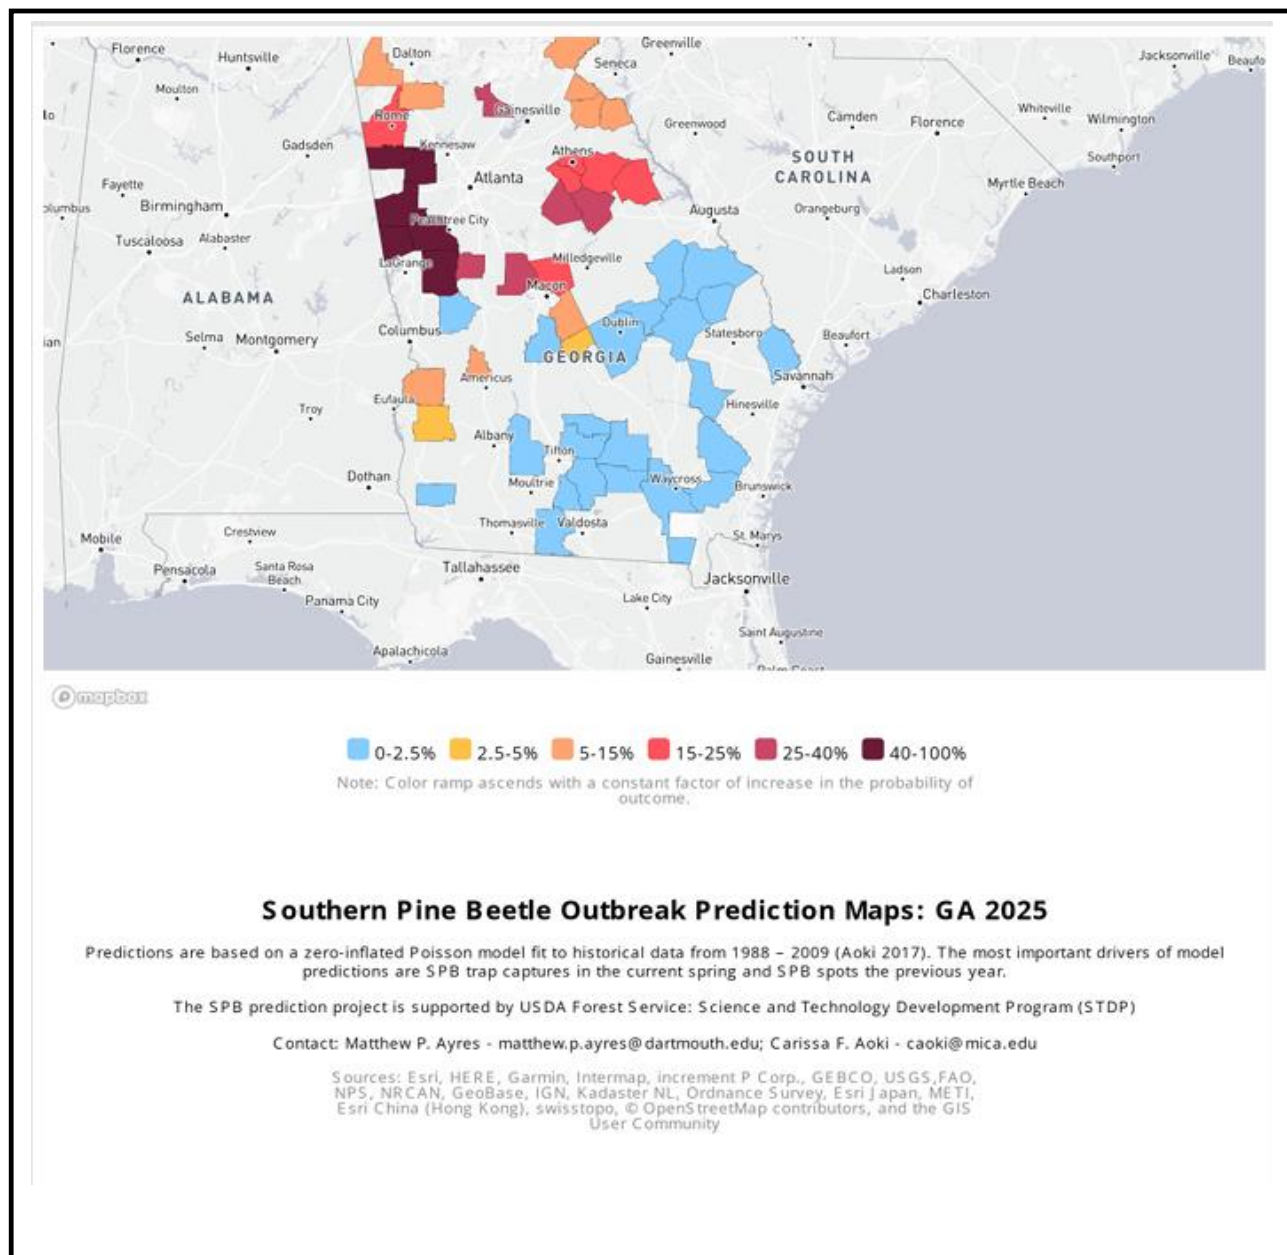 Florence
Huntsville
Dalton
Greenville
Seneca
Jacksonville
Beaufo
Moulton
lo
Rome
Gainesville
Greenwood
Camden
Florence
Whiteville
Wilmington
Gadsden
Kennesaw
Athens
SOUTH
CAROLINA
Southport
Fayette
Atlanta
Myrtle Beach
olumbus
Birmingham
Peachtree City
Augusta
Orangeburg
Tuscaloosa
Alabaster
LaGrange
Milledgeville
Ladson
ALABAMA
Macon
Charleston
Columbus
Dublin
Statesboro
Beaufort
ian
Selma
Montgomery
GEORGIA
Americus
Savannah
Troy
Eufaula
Hinesville
Albany
Tifton
Dothan
Moultrie
Waycross
Brunswick
Mobile
Crestview
Thomasville
Valdosta
St. Marys
Pensacola
Santa Rosa
Beach
Tallahassee
Jacksonville
Panama City
Lake City
Saint Augustine
Apalachicola
Gainesville
Palm Coast
mapbox
0-2.5% 2.5-5% 5-15% 15-25% 25-40% 40-100%
Note: Color ramp ascends with a constant factor of increase in the probability of
outcome.
Southern Pine Beetle Outbreak Prediction Maps: GA 2025
Predictions are based on a zero-inflated Poisson model fit to historical data from 1988 – 2009 (Aoki 2017). The most important drivers of model
predictions are SPB trap captures in the current spring and SPB spots the previous year.
The SPB prediction project is supported by USDA Forest Service: Science and Technology Development Program (STDP)
Contact: Matthew P. Ayres - matthew.p.ayres@dartmouth.edu; Carissa F. Aoki - caoki@mica.edu
Sources: Esri, HERE, Garmin, Intermap, increment P Corp., GEBCO, USGS,FAO,
NPS, NRCAN, GeoBase, IGN, Kadaster NL, Ordnance Survey, Esri Japan, METI,
Esri China (Hong Kong), swisstopo, © OpenStreetMap contributors, and the GIS
User Community